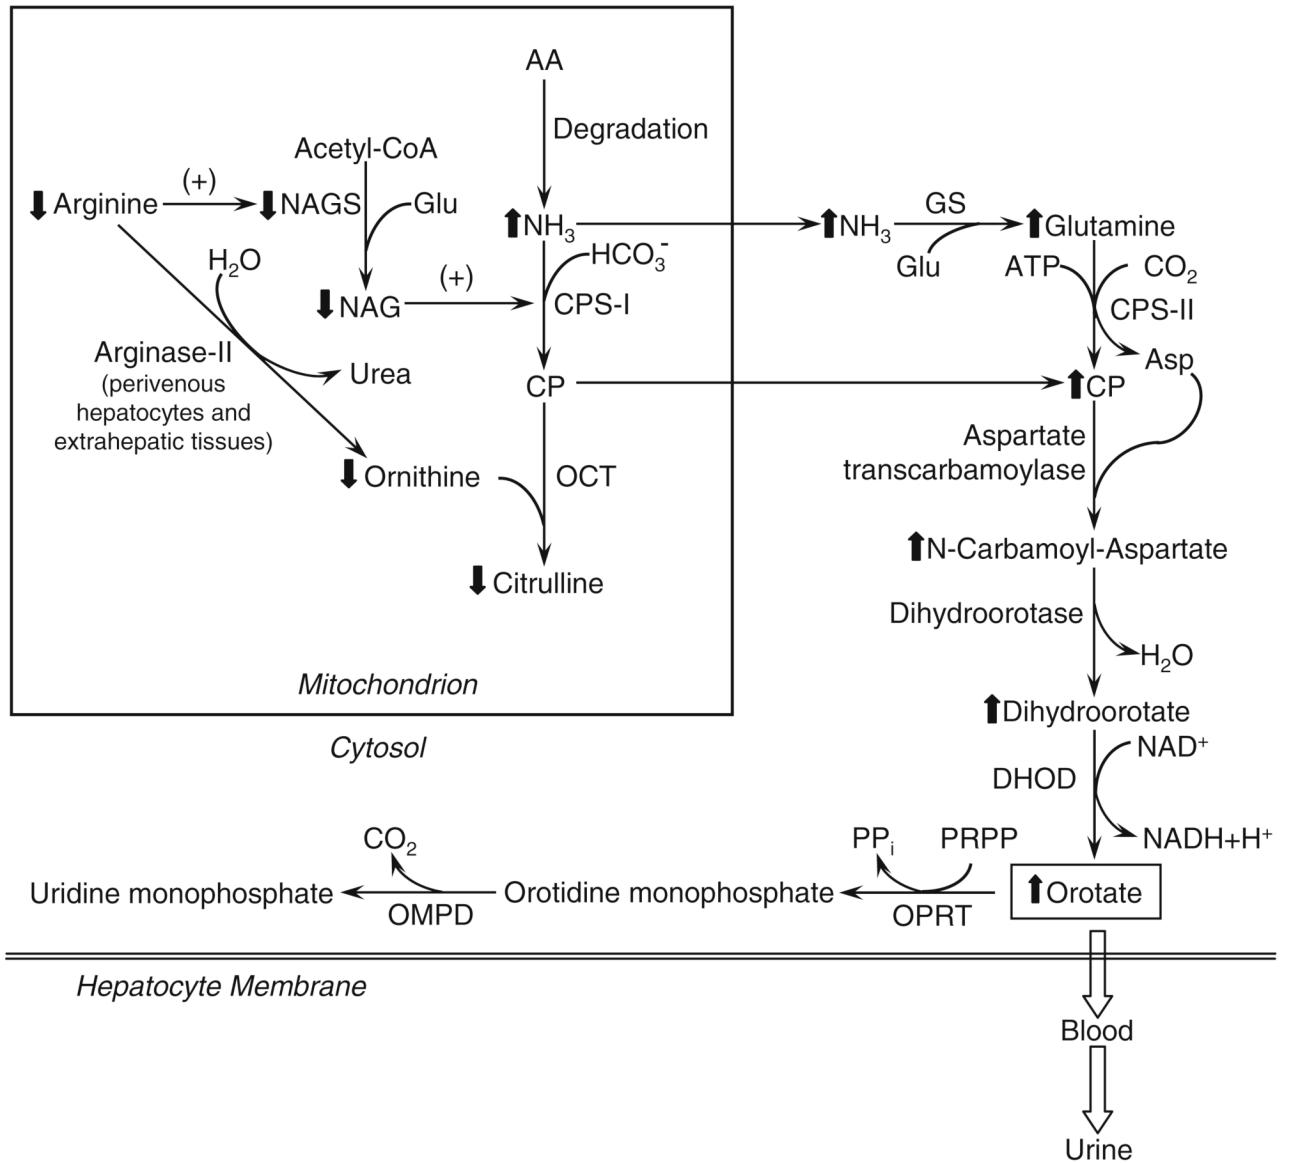 AA
Degradation
Acetyl-CoA
Arginine
(+)
NAGS
Glu
NH3
NH3
GS
Glutamine
H2O
HCO3-
Glu
ATP
CO2
NAG
(+)
CPS-I
CPS-II
Arginase-II
(perivenous
hepatocytes and
extrahepatic tissues)
Urea
Asp
CP
CP
Aspartate
transcarbamoylase
Ornithine
OCT
N-Carbamoyl-Aspartate
Citrulline
Dihydroorotase
H2O
Mitochondrion
Dihydroorotate
Cytosol
NAD+
DHOD
CO2
PPi
PRPP
NADH+H+
Uridine monophosphate
OMPD
Orotidine monophosphate
OPRT
Orotate
Hepatocyte Membrane
Blood
Urine